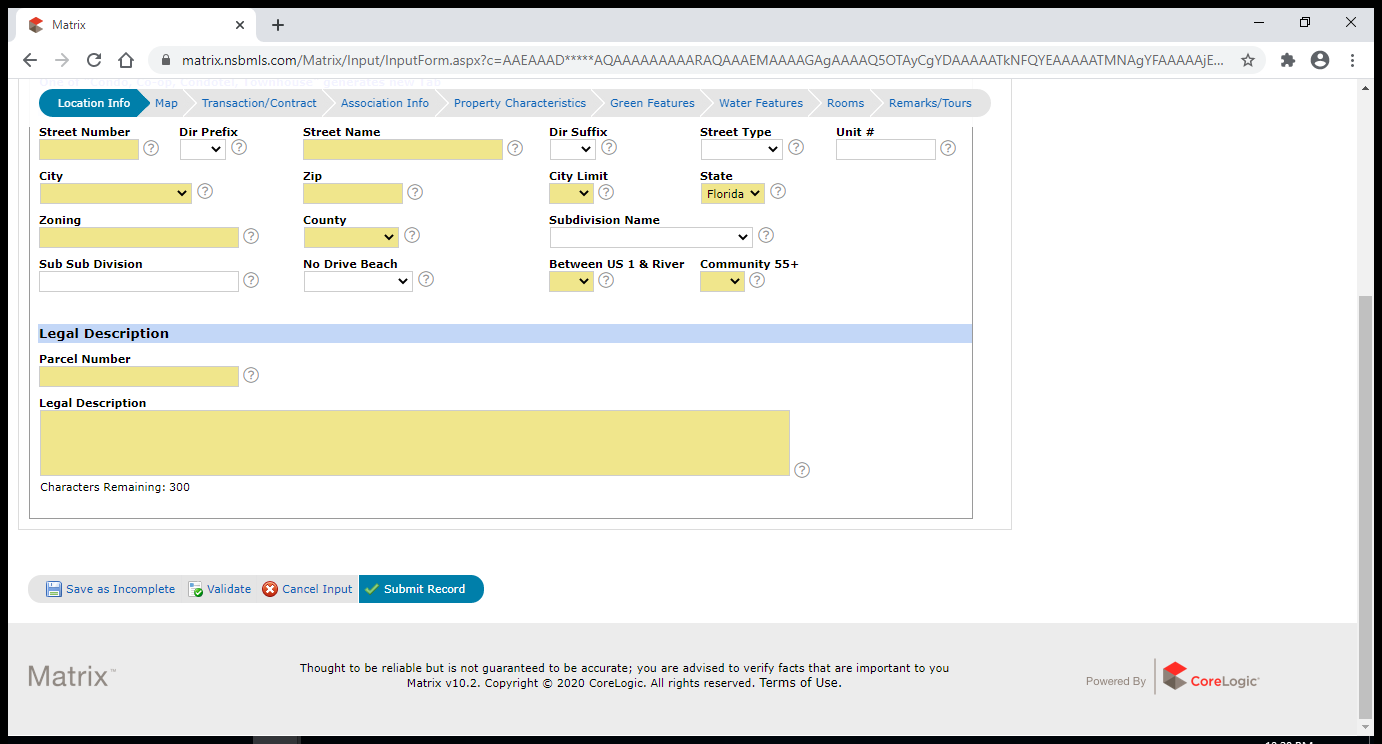 Matrix
matrix.nsbmls.com/Matrix/Input/InputForm.aspx?c=AAEAAAD*****AQAAAAAAAAARAQAAAEMAAAAGAgAAAAQ5OTAyCgYDAAAAATkNFQYEAAAAATMNAgYFAAAAAjE...
Location Info Map Transaction/Contract Association Info Property Characteristics Green Features Water Features Rooms Remarks/Tours
Street Number Dir Prefix Street Name Dir Suffix Street Type Unit #
City Zip City Limit State
Florida
Zoning County Subdivision Name
Sub Sub Division No Drive Beach Between US 1 & River Community 55+
Legal Description
Parcel Number
Legal Description
Characters Remaining: 300
Save as Incomplete Validate Cancel Input Submit Record
Matrix™
Thought to be reliable but is not guaranteed to be accurate; you are advised to verify facts that are important to you
Matrix v10.2. Copyright © 2020 CoreLogic. All rights reserved. Terms of Use.
Powered By CoreLogic